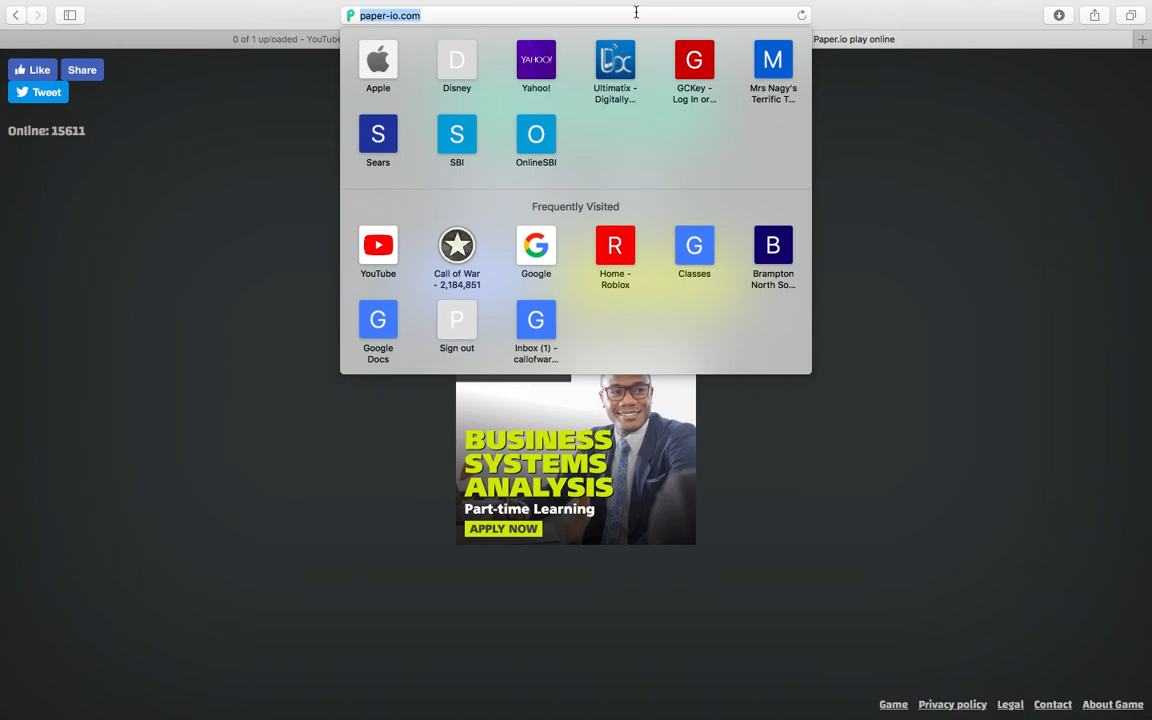 paper-io.com
0 of 1 uploaded - YouTube
Paper.io play online
Like
Share
Tweet
Online: 15611
Apple
D
Disney
YAHOO!
Yahoo!
Ultimatix -
Digitally...
G
GCKey -
Log In or...
M
Mrs Nagy's
Terrific T...
S
Sears
S
SBI
O
OnlineSBI
Frequently Visited
YouTube
Call of War
- 2,184,851
G
Google
R
Home -
Roblox
G
Classes
B
Brampton
North So...
G
Google
Docs
P
Sign out
G
Inbox (1) -
callofwar...
BUSINESS
SYSTEMS
ANALYSIS
Part-time Learning
APPLY NOW
Game
Privacy policy
Legal
Contact
About Game